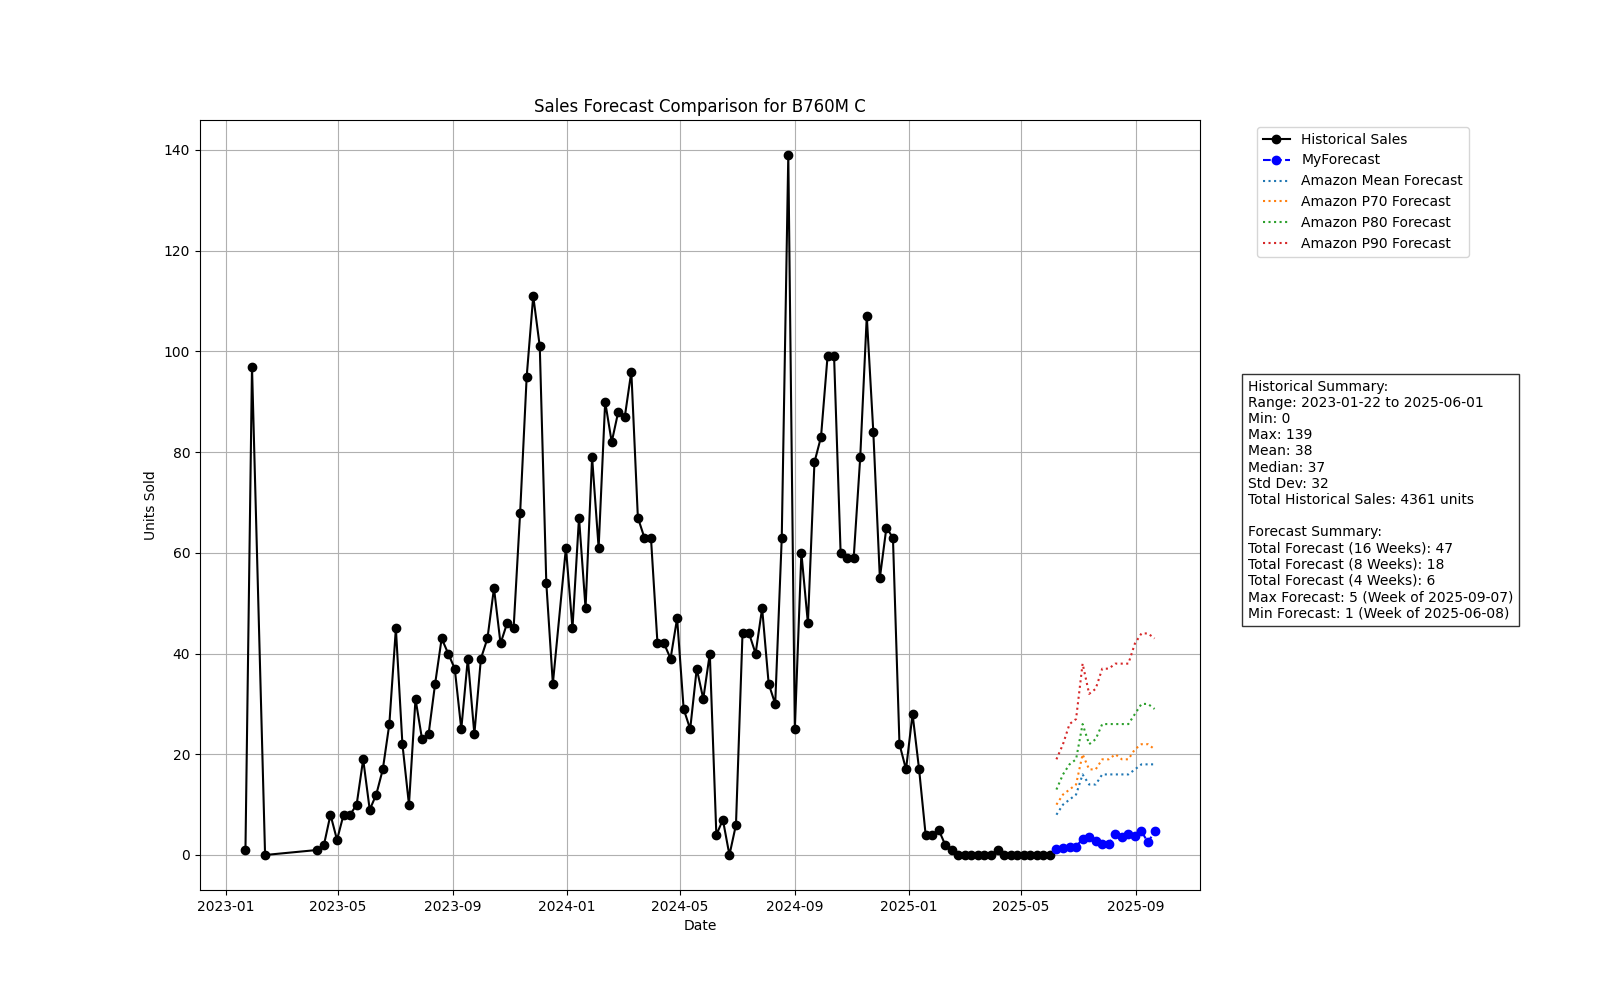 Sales Forecast Comparison for B760M C
Units Sold
140
120
100
80
60
40
20
0
2023-01
2023-05
2023-09
2024-01
2024-05
2024-09
2025-01
2025-05
2025-09
Date
Historical Sales
MyForecast
Amazon Mean Forecast
Amazon P70 Forecast
Amazon P80 Forecast
Amazon P90 Forecast
Historical Summary:
Range: 2023-01-22 to 2025-06-01
Min: 0
Max: 139
Mean: 38
Median: 37
Std Dev: 32
Total Historical Sales: 4361 units
Forecast Summary:
Total Forecast (16 Weeks): 47
Total Forecast (8 Weeks): 18
Total Forecast (4 Weeks): 6
Max Forecast: 5 (Week of 2025-09-07)
Min Forecast: 1 (Week of 2025-06-08)